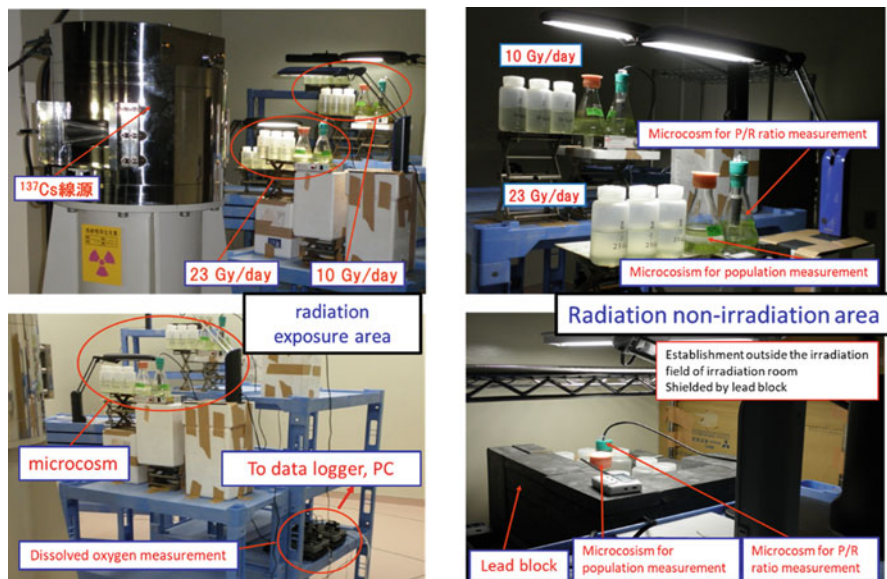 ¹³⁷Cs線源
23 Gy/day
10 Gy/day
radiation
exposure area
microcosm
To data logger, PC
Dissolved oxygen measurement
10 Gy/day
Microcosm for P/R ratio measurement
23 Gy/day
Microcosism for population measurement
Radiation non-irradiation area
Establishment outside the irradiation
field of irradiation room
Shielded by lead block
Lead block
Microcosism for
population measurement
Microcosm for P/R
ratio measurement